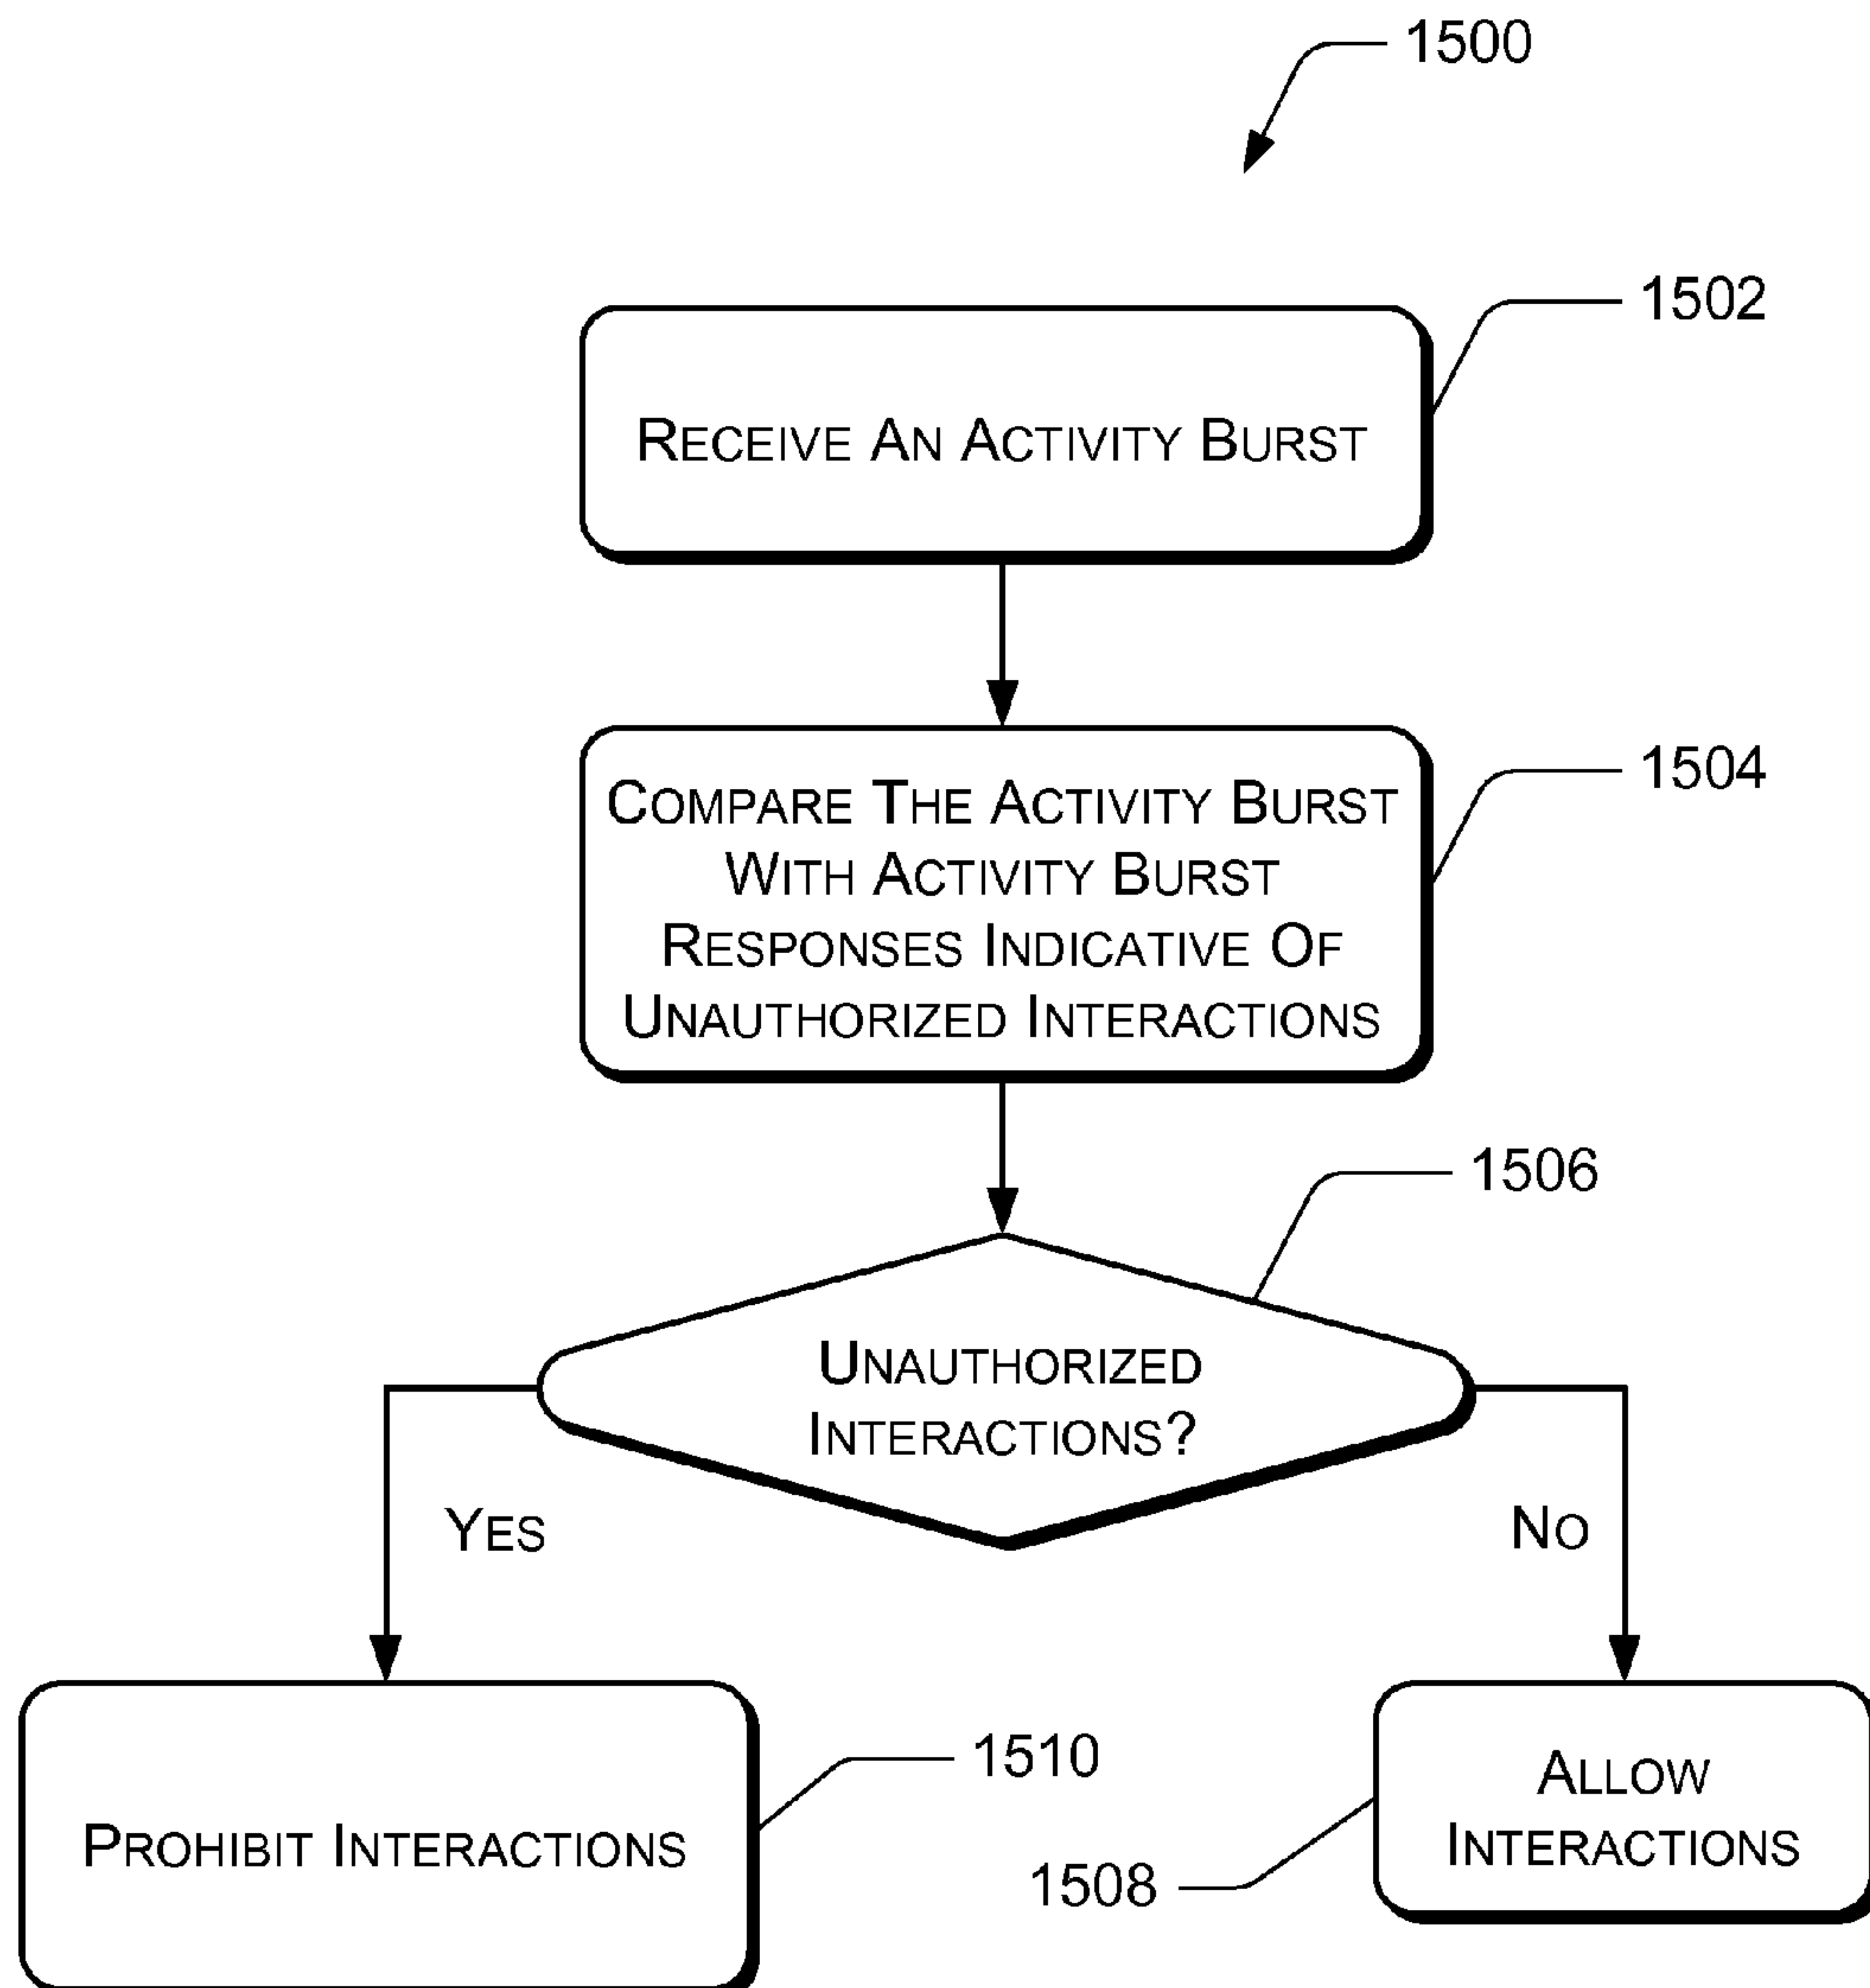 1500
1502
Receive An Activity Burst
1504
Compare The Activity Burst
With Activity Burst
Responses Indicative Of
Unauthorized Interactions
1506
Unauthorized
Interactions?
Yes
No
1510
Prohibit Interactions
Allow
Interactions
1508